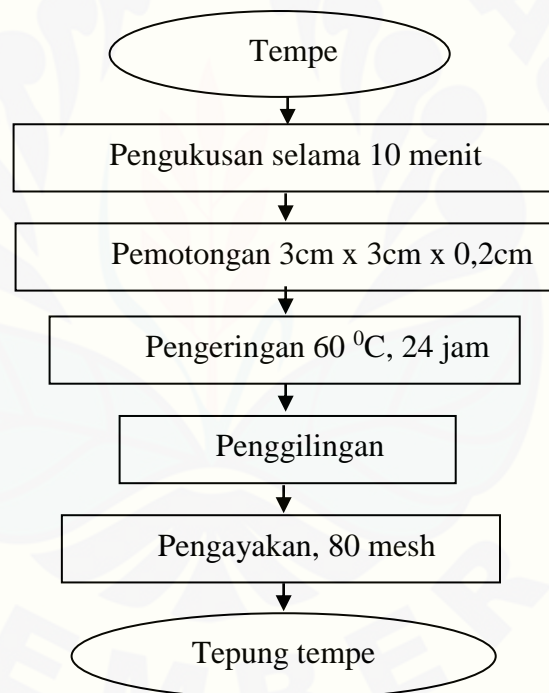 Tempe
Pengukusan selama 10 menit
Pemotongan 3cm x 3cm x 0,2cm
Pengeringan 60 ⁰C, 24 jam
Penggilingan
Pengayakan, 80 mesh
Tepung tempe